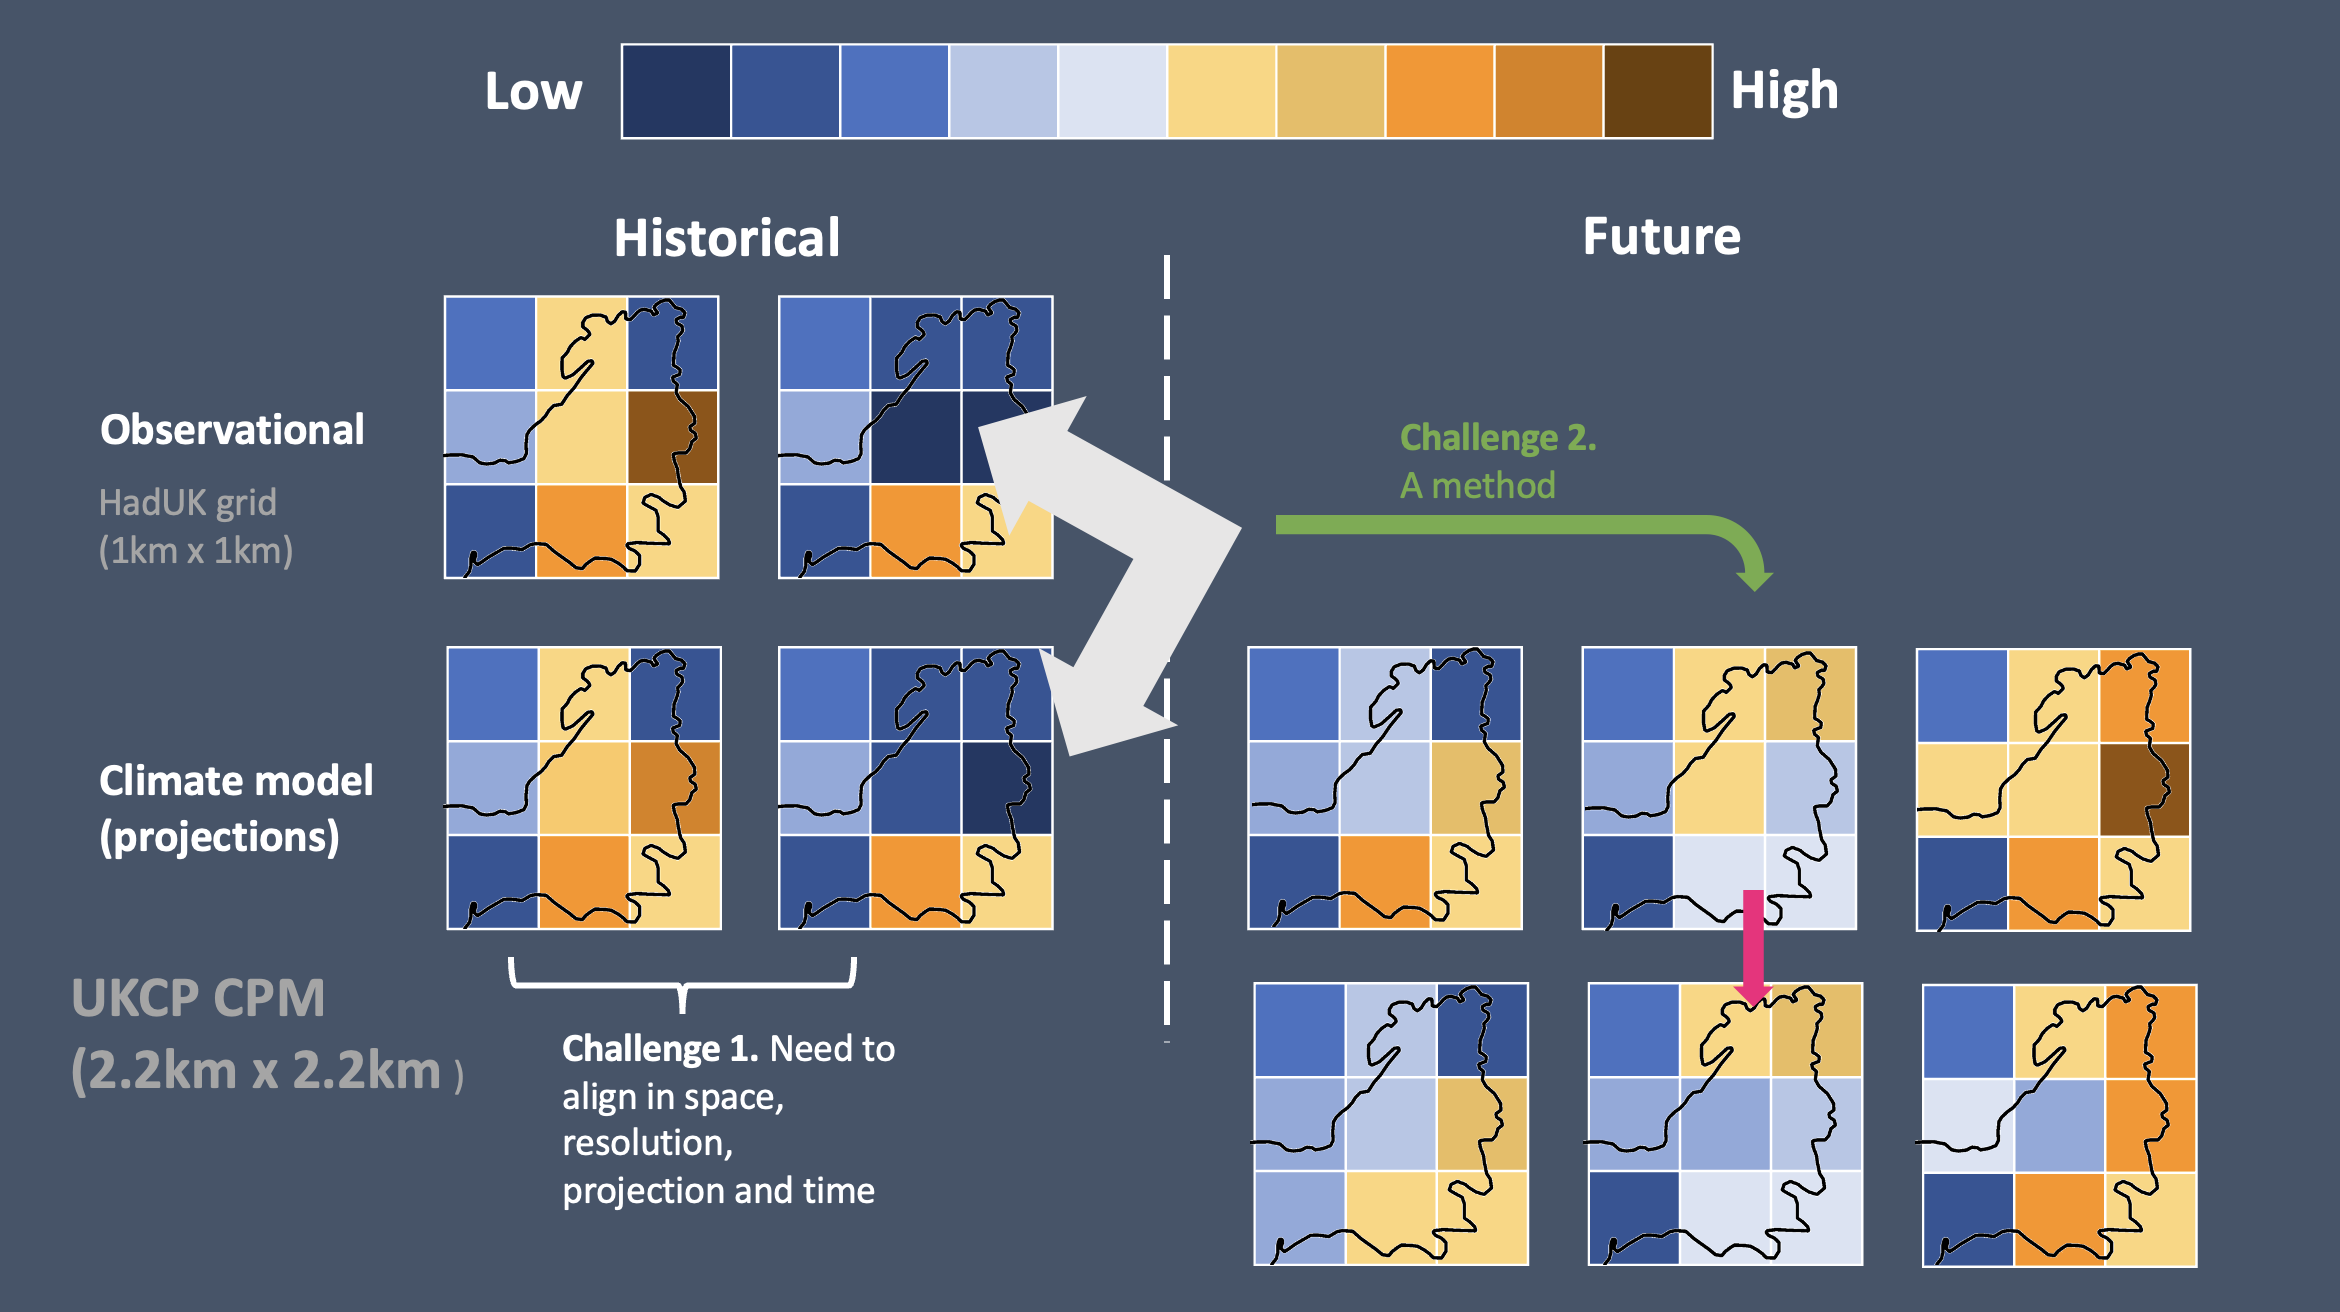 Low
High
Historical
Future
Observational
HadUK grid
(1km x 1km)
Challenge 2.
A method
Climate model
(projections)
UKCP CPM
(2.2km x 2.2km )
Challenge 1. Need to
align in space,
resolution,
projection and time